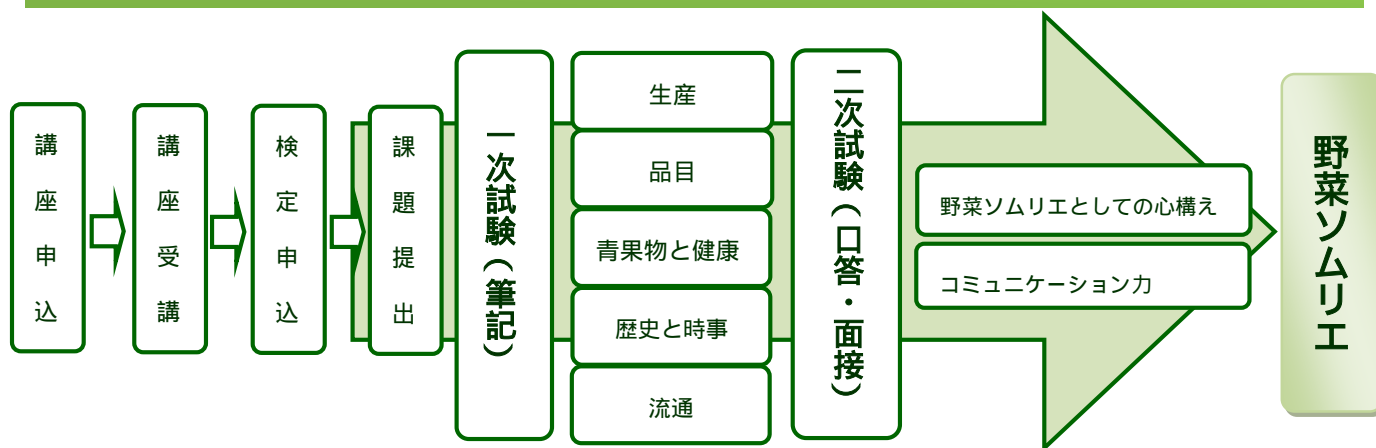 講座申込
講座受講
検定申込
課題提出
一次試験（筆記）
生産
品目
青果物と健康
歴史と時事
流通
二次試験（口答・面接）
野菜ソムリエとしての心構え
コミュニケーション力
野菜ソムリエ